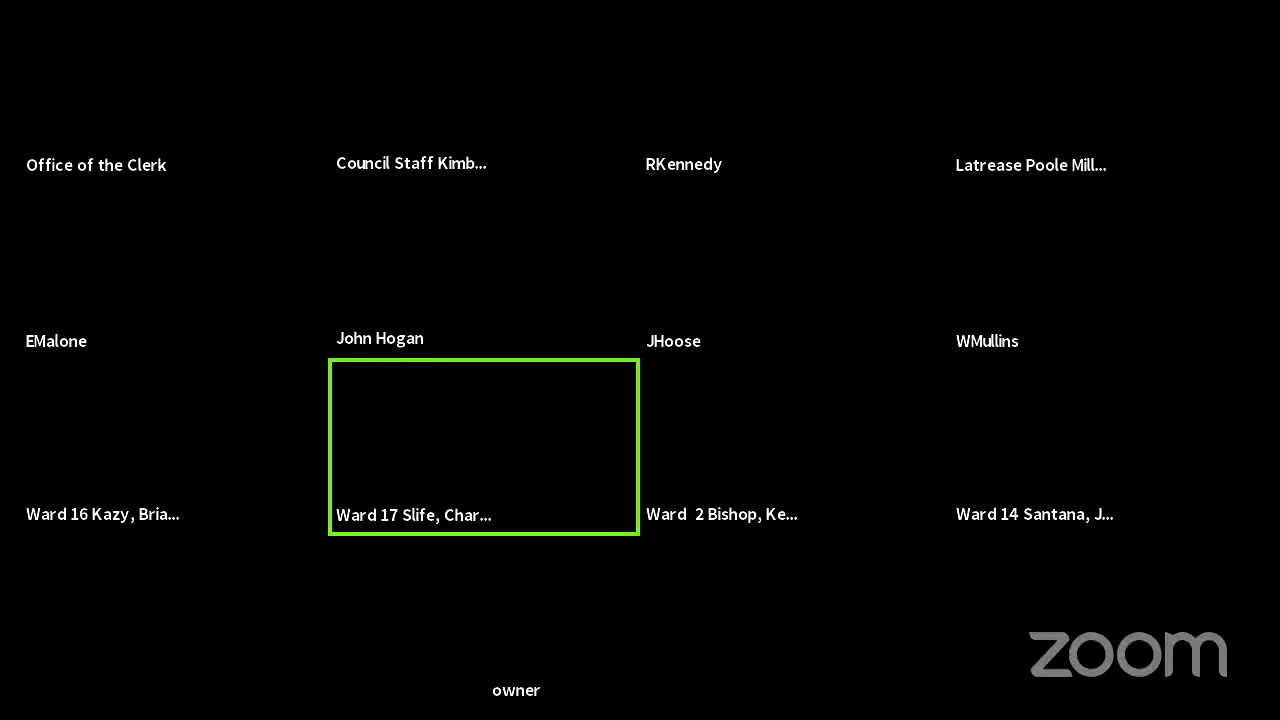 Office of the Clerk
Council Staff Kimb...
RKennedy
Latrease Poole Mill...
EMalone
John Hogan
JHoose
WMullins
Ward 16 Kazy, Bria...
Ward 17 Slife, Char...
Ward  2 Bishop, Ke...
Ward 14 Santana, J...
owner
zoom